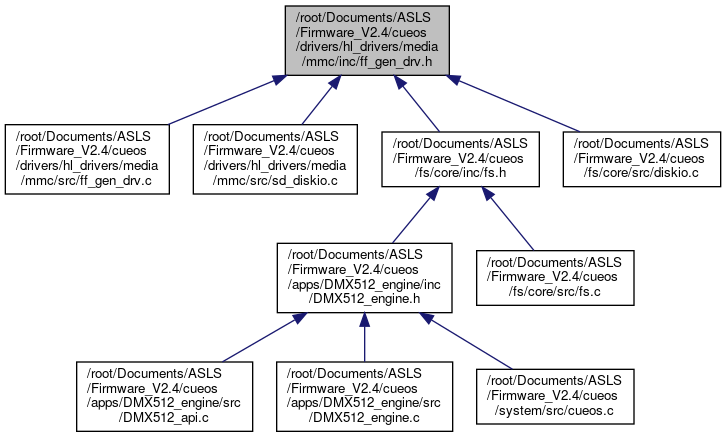 /root/Documents/ASLS
/Firmware_V2.4/cueos
/drivers/hl_drivers/media
/mmc/inc/ff_gen_drv.h
/root/Documents/ASLS
/Firmware_V2.4/cueos
/drivers/hl_drivers/media
/mmc/src/ff_gen_drv.c
/root/Documents/ASLS
/Firmware_V2.4/cueos
/drivers/hl_drivers/media
/mmc/src/sd_diskio.c
/root/Documents/ASLS
/Firmware_V2.4/cueos
/fs/core/inc/fs.h
/root/Documents/ASLS
/Firmware_V2.4/cueos
/fs/core/src/diskio.c
/root/Documents/ASLS
/Firmware_V2.4/cueos
/apps/DMX512_engine/inc
/DMX512_engine.h
/root/Documents/ASLS
/Firmware_V2.4/cueos
/fs/core/src/fs.c
/root/Documents/ASLS
/Firmware_V2.4/cueos
/apps/DMX512_engine/src
/DMX512_api.c
/root/Documents/ASLS
/Firmware_V2.4/cueos
/apps/DMX512_engine/src
/DMX512_engine.c
/root/Documents/ASLS
/Firmware_V2.4/cueos
/system/src/cueos.c